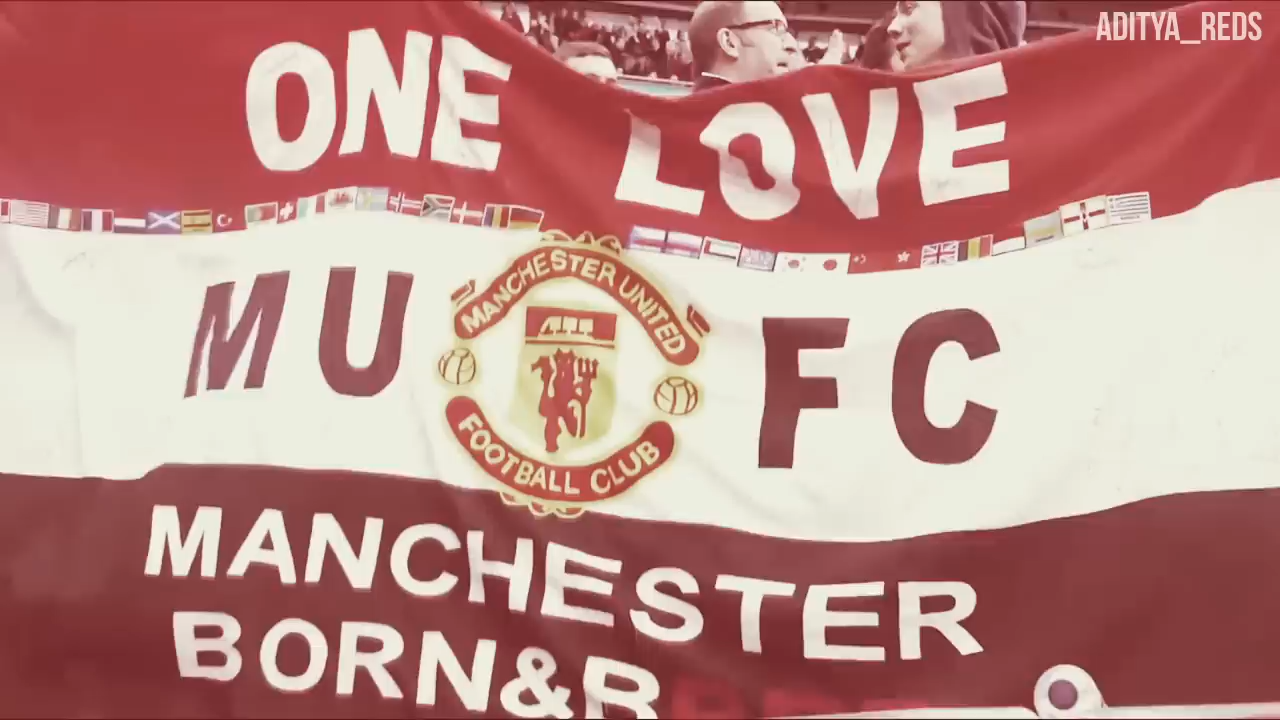 ADITYA_REDS
ONE LOVE
MU FC
MANCHESTER UNITED
FOOTBALL CLUB
MANCHESTER
BORN&B